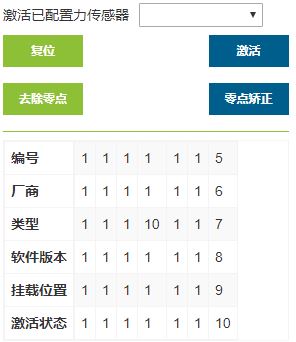 激活已配置力传感器
复位 激活
去除零点 零点矫正
编号 1 1 1 1 1 1 5
厂商 1 1 1 1 1 1 6
类型 1 1 1 10 1 1 7
软件版本 1 1 1 1 1 1 8
挂载位置 1 1 1 1 1 1 9
激活状态 1 1 1 1 1 1 10